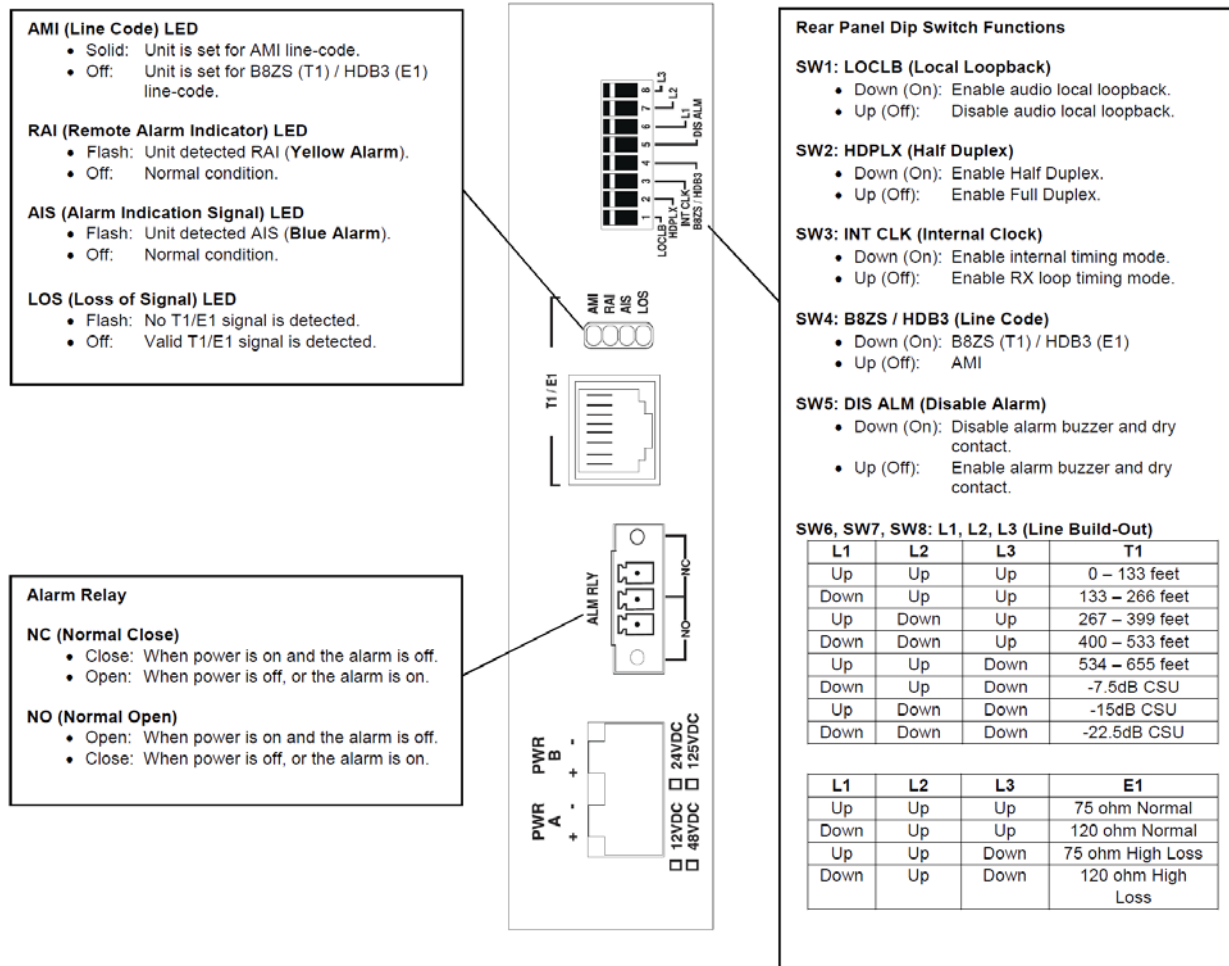 AMI (Line Code) LED
• Solid: Unit is set for AMI line-code.
• Off: Unit is set for B8ZS (T1) / HDB3 (E1)
line-code.
RAI (Remote Alarm Indicator) LED
• Flash: Unit detected RAI (Yellow Alarm).
• Off: Normal condition.
AIS (Alarm Indication Signal) LED
• Flash: Unit detected AIS (Blue Alarm).
• Off: Normal condition.
LOS (Loss of Signal) LED
• Flash: No T1/E1 signal is detected.
• Off: Valid T1/E1 signal is detected.
Alarm Relay
NC (Normal Close)
• Close: When power is on and the alarm is off.
• Open: When power is off, or the alarm is on.
NO (Normal Open)
• Open: When power is on and the alarm is off.
• Close: When power is off, or the alarm is on.
1 2 3 4 5 6 7 8
LOCLB
HDPLX
INT CLK
B8ZS / HDB3
DIS ALM
L1
L2
L3
AMI
RAI
AIS
LOS
T1 / E1
ALM RLY
NC
NO
PWR
A
+ -
PWR
B
+ -
12VDC
48VDC
24VDC
125VDC
Rear Panel Dip Switch Functions
SW1: LOCLB (Local Loopback)
• Down (On): Enable audio local loopback.
• Up (Off): Disable audio local loopback.
SW2: HDPLX (Half Duplex)
• Down (On): Enable Half Duplex.
• Up (Off): Enable Full Duplex.
SW3: INT CLK (Internal Clock)
• Down (On): Enable internal timing mode.
• Up (Off): Enable RX loop timing mode.
SW4: B8ZS / HDB3 (Line Code)
• Down (On): B8ZS (T1) / HDB3 (E1)
• Up (Off): AMI
SW5: DIS ALM (Disable Alarm)
• Down (On): Disable alarm buzzer and dry
contact.
• Up (Off): Enable alarm buzzer and dry
contact.
SW6, SW7, SW8: L1, L2, L3 (Line Build-Out)
L1 L2 L3 T1
Up Up Up 0 – 133 feet
Down Up Up 133 – 266 feet
Up Down Up 267 – 399 feet
Down Down Up 400 – 533 feet
Up Up Down 534 – 655 feet
Down Up Down -7.5dB CSU
Up Down Down -15dB CSU
Down Down Down -22.5dB CSU
L1 L2 L3 E1
Up Up Up 75 ohm Normal
Down Up Up 120 ohm Normal
Up Up Down 75 ohm High Loss
Down Up Down 120 ohm High
Loss